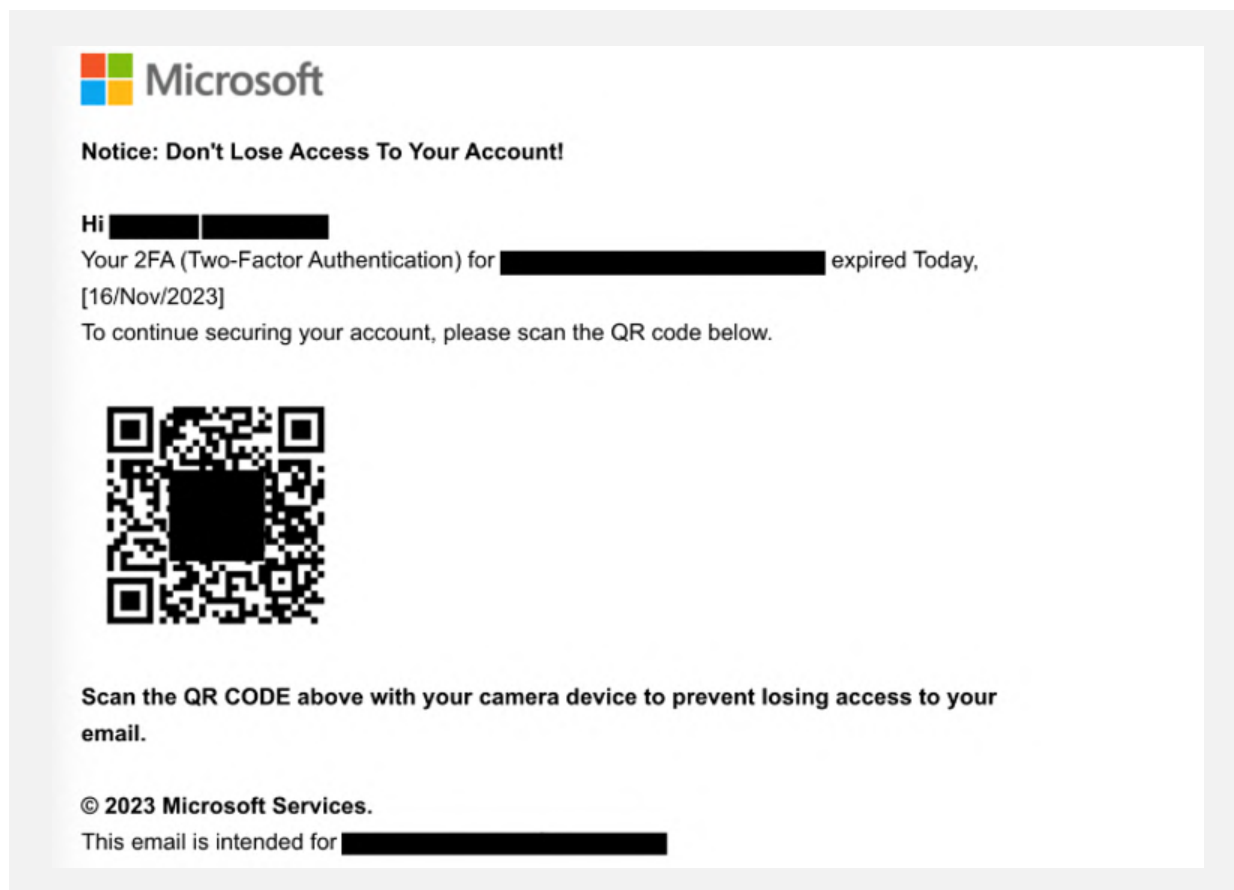 Microsoft
Notice: Don't Lose Access To Your Account!
Hi
Your 2FA (Two-Factor Authentication) for expired Today,
[16/Nov/2023]
To continue securing your account, please scan the QR code below.
Scan the QR CODE above with your camera device to prevent losing access to your
email.
© 2023 Microsoft Services.
This email is intended for